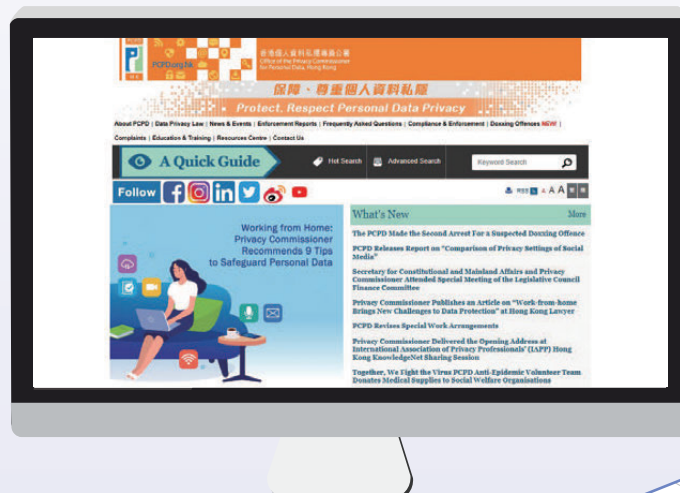 PCPD.org.hk
香港個人資料私隱專員公署
Office of the Privacy Commissioner
for Personal Data, Hong Kong
保障、尊重個人資料私隱
Protect, Respect Personal Data Privacy
About PCPD | Data Privacy Law | News & Events | Enforcement Reports | Frequently Asked Questions | Compliance & Enforcement | Doxxing Offences NEW! |
Complaints | Education & Training | Resources Centre | Contact Us
A Quick Guide
Hot Search
Advanced Search
Keyword Search
Follow
RSS
A A A
Working from Home:
Privacy Commissioner
Recommends 9 Tips
to Safeguard Personal Data
What's New
More
The PCPD Made the Second Arrest For a Suspected Doxxing Offence
PCPD Releases Report on "Comparison of Privacy Settings of Social
Media"
Secretary for Constitutional and Mainland Affairs and Privacy
Commissioner Attended Special Meeting of the Legislative Council
Finance Committee
Privacy Commissioner Publishes an Article on "Work-from-home
Brings New Challenges to Data Protection" at Hong Kong Lawyer
PCPD Revises Special Work Arrangements
Privacy Commissioner Delivered the Opening Address at
International Association of Privacy Professionals' (IAPP) Hong
Kong KnowledgeNet Sharing Session
Together, We Fight the Virus PCPD Anti-Epidemic Volunteer Team
Donates Medical Supplies to Social Welfare Organisations